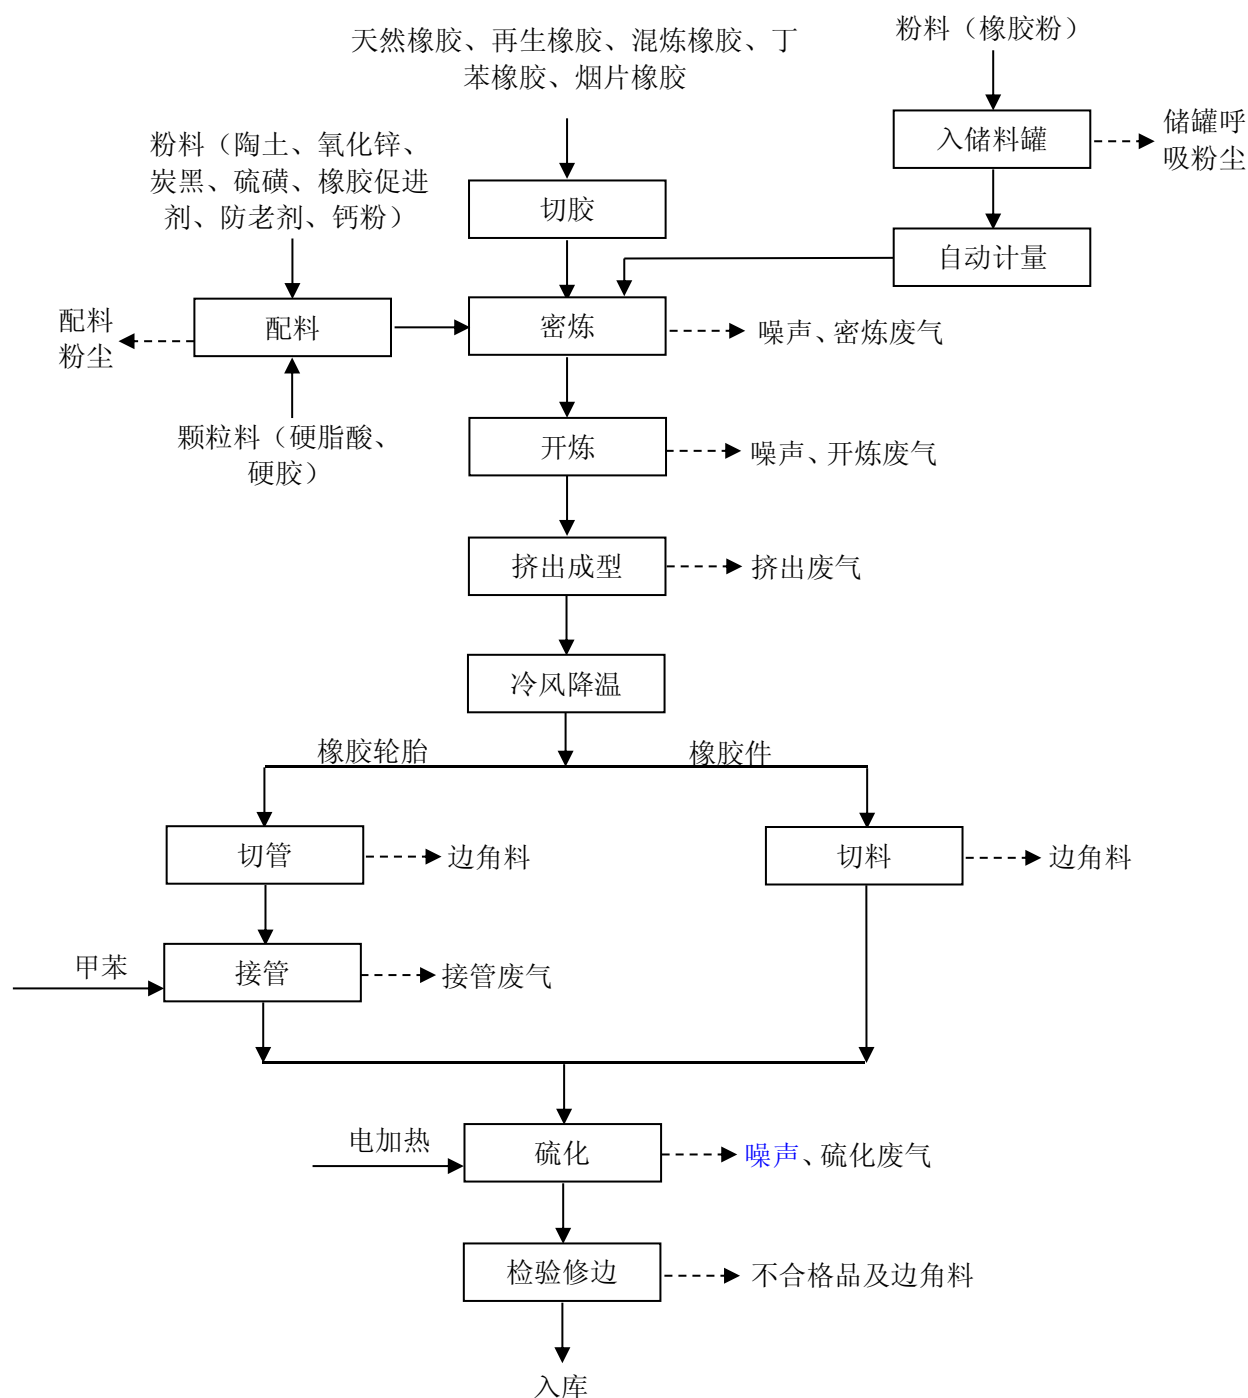 天然橡胶、再生橡胶、混炼橡胶、丁
苯橡胶、烟片橡胶
粉料（橡胶粉）
入储料罐
储罐呼
吸粉尘
自动计量
粉料（陶土、氧化锌、
炭黑、硫磺、橡胶促进
剂、防老剂、钙粉）
切胶
配料
粉尘
配料
密炼
噪声、密炼废气
颗粒料（硬脂酸、
硬胶）
开炼
噪声、开炼废气
挤出成型
挤出废气
冷风降温
橡胶轮胎
橡胶件
切管
边角料
切料
边角料
甲苯
接管
接管废气
电加热
硫化
噪声、硫化废气
检验修边
不合格品及边角料
入库